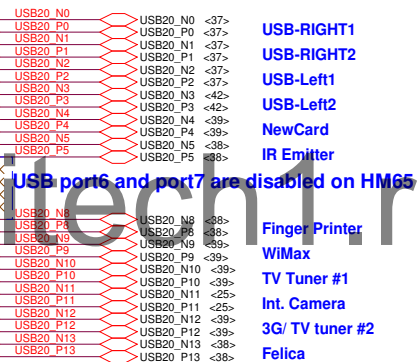 USB20_N0 USB20_N0 <37>
USB20_P0 USB20_P0 <37> USB-RIGHT1
USB20_N1 USB20_N1 <37>
USB20_P1 USB20_P1 <37> USB-RIGHT2
USB20_N2 USB20_N2 <37>
USB20_P2 USB20_P2 <37> USB-Left1
USB20_N3 USB20_N3 <42>
USB20_P3 USB20_P3 <42> USB-Left2
USB20_N4 USB20_N4 <39>
USB20_P4 USB20_P4 <39> NewCard
USB20_N5 USB20_N5 <38>
USB20_P5 USB20_P5 <38> IR Emitter
USB port6 and port7 are disabled on HM65
USB20_N8 USB20_N8 <38>
USB20_P8 USB20_P8 <38> Finger Printer
USB20_N9 USB20_N9 <39>
USB20_P9 USB20_P9 <39> WiMax
USB20_N10 USB20_N10 <39>
USB20_P10 USB20_P10 <39> TV Tuner #1
USB20_N11 USB20_N11 <25>
USB20_P11 USB20_P11 <25> Int. Camera
USB20_N12 USB20_N12 <39>
USB20_P12 USB20_P12 <39> 3G/ TV tuner #2
USB20_N13 USB20_N13 <38>
USB20_P13 USB20_P13 <38> Felica
itech1.r